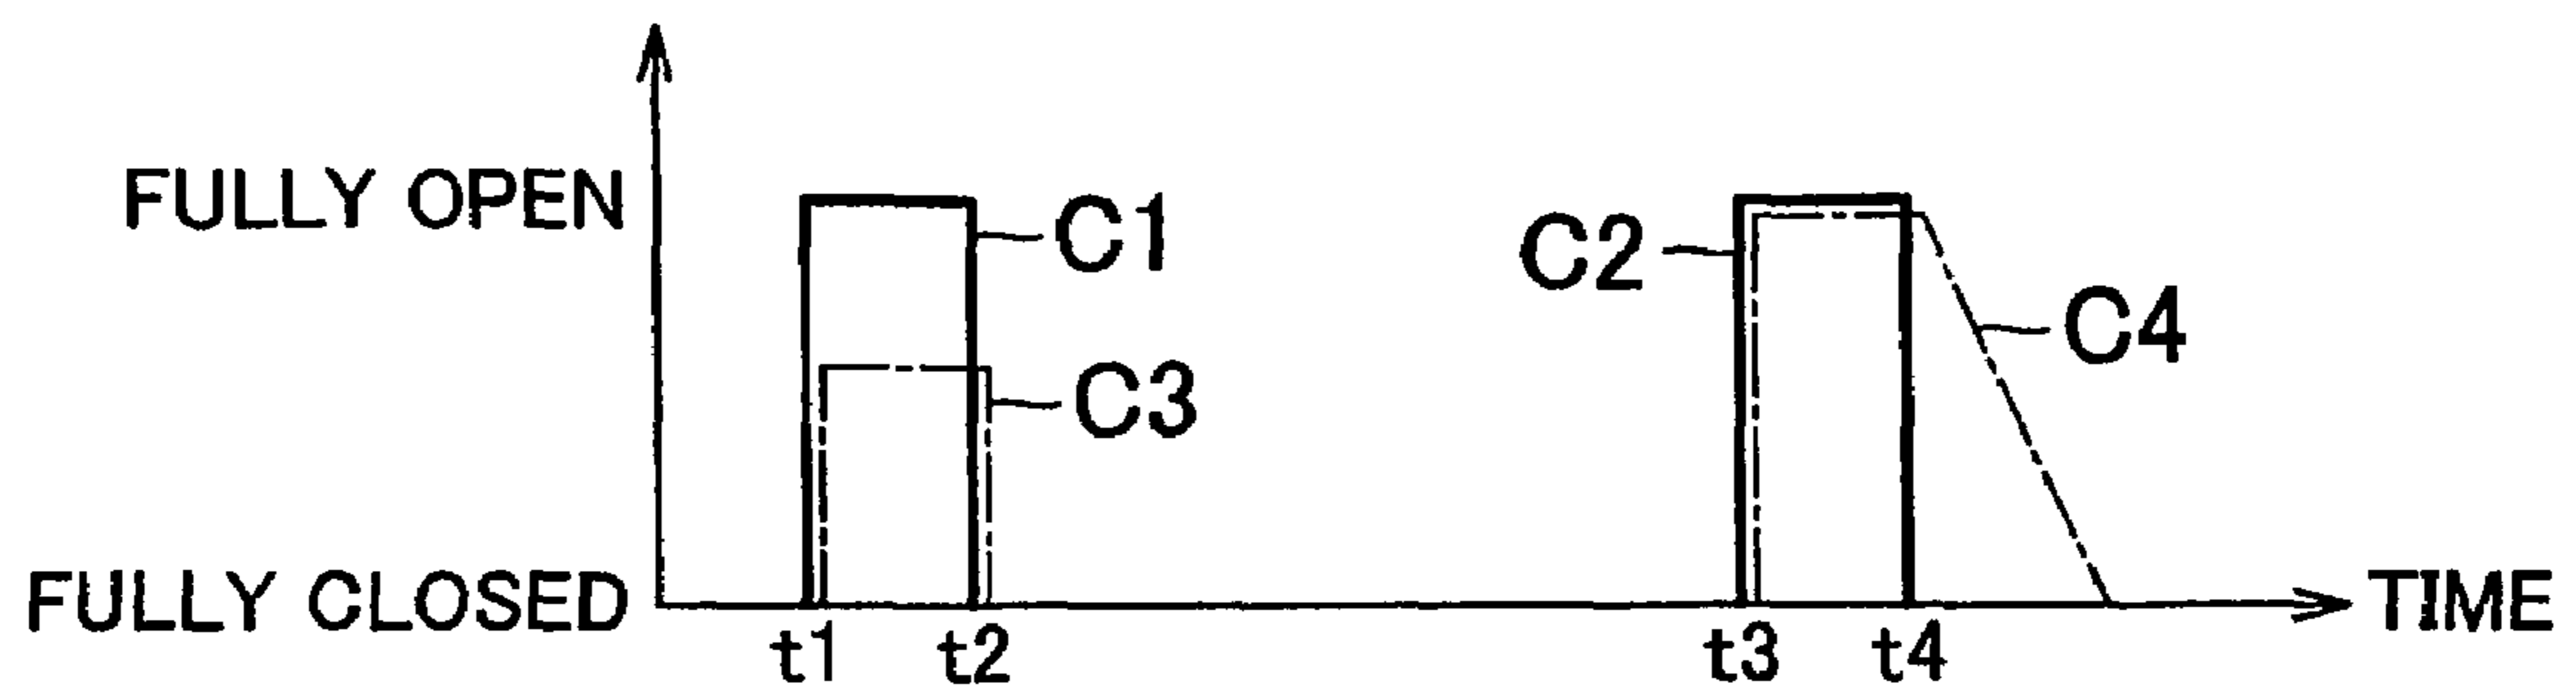 FULLY OPEN
C1
C2
C3
C4
FULLY CLOSED
TIME
t1
t2
t3
t4